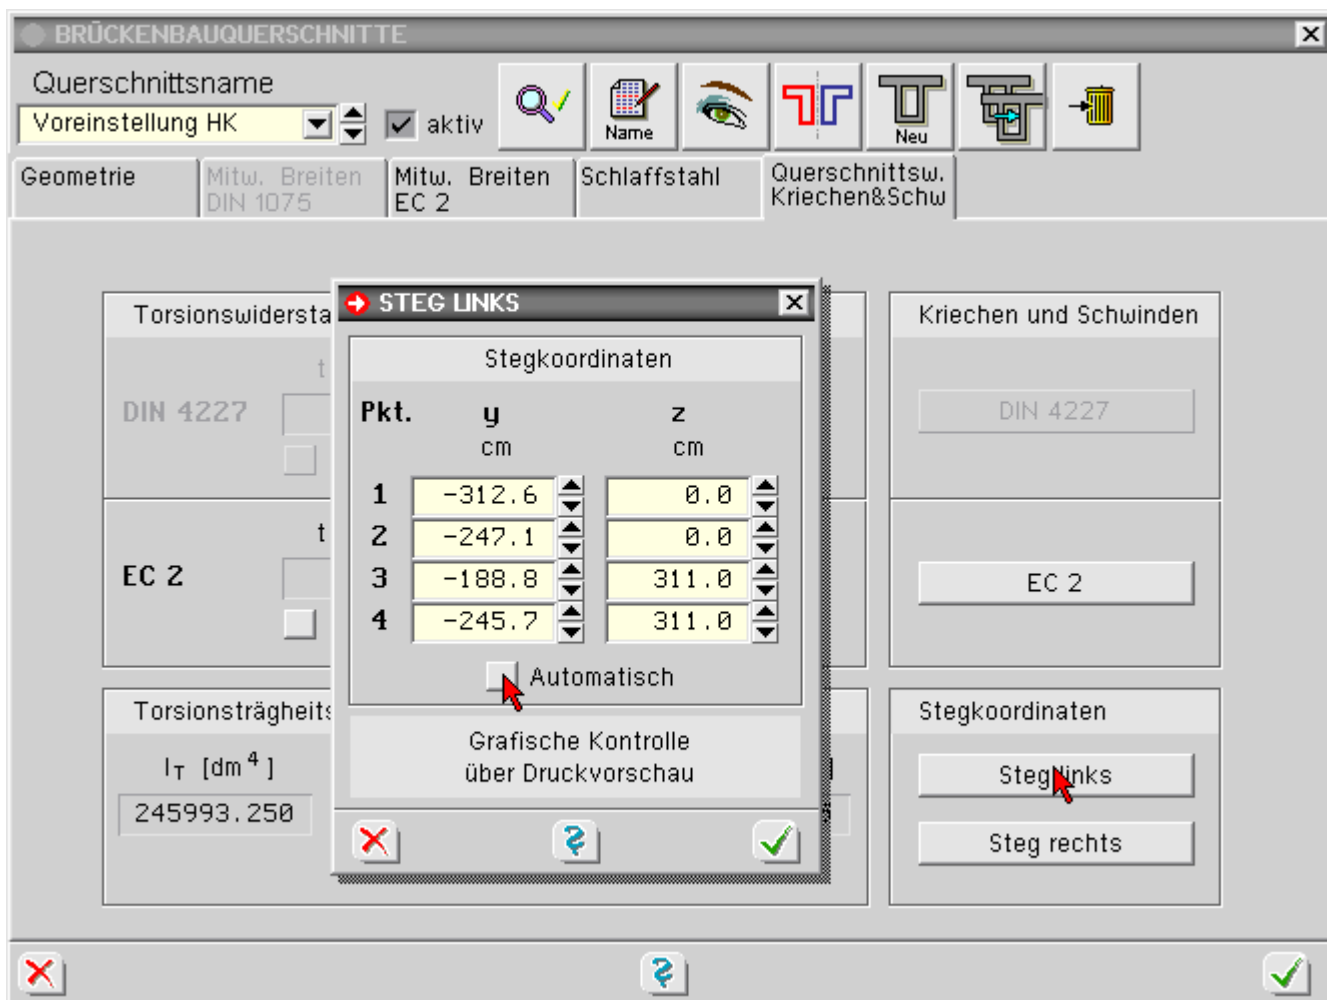 BRÜCKENBAUQUERSCHNITTE
Querschnittsname
Voreinstellung HK
aktiv
Name
Neu
Geometrie
Mitw. Breiten
DIN 1075
Mitw. Breiten
EC 2
Schlaffstahl
Querschnittsw.
Kriechen&Schw
Torsionswidersta
t
DIN 4227
t
EC 2
Torsionsträgheits
I_T [dm^4]
245993.250
STEG LINKS
Stegkoordinaten
Pkt. y z
cm cm
1 -312.6 0.0
2 -247.1 0.0
3 -188.8 311.0
4 -245.7 311.0
Automatisch
Grafische Kontrolle
über Druckvorschau
Kriechen und Schwinden
DIN 4227
EC 2
Stegkoordinaten
Steg links
Steg rechts